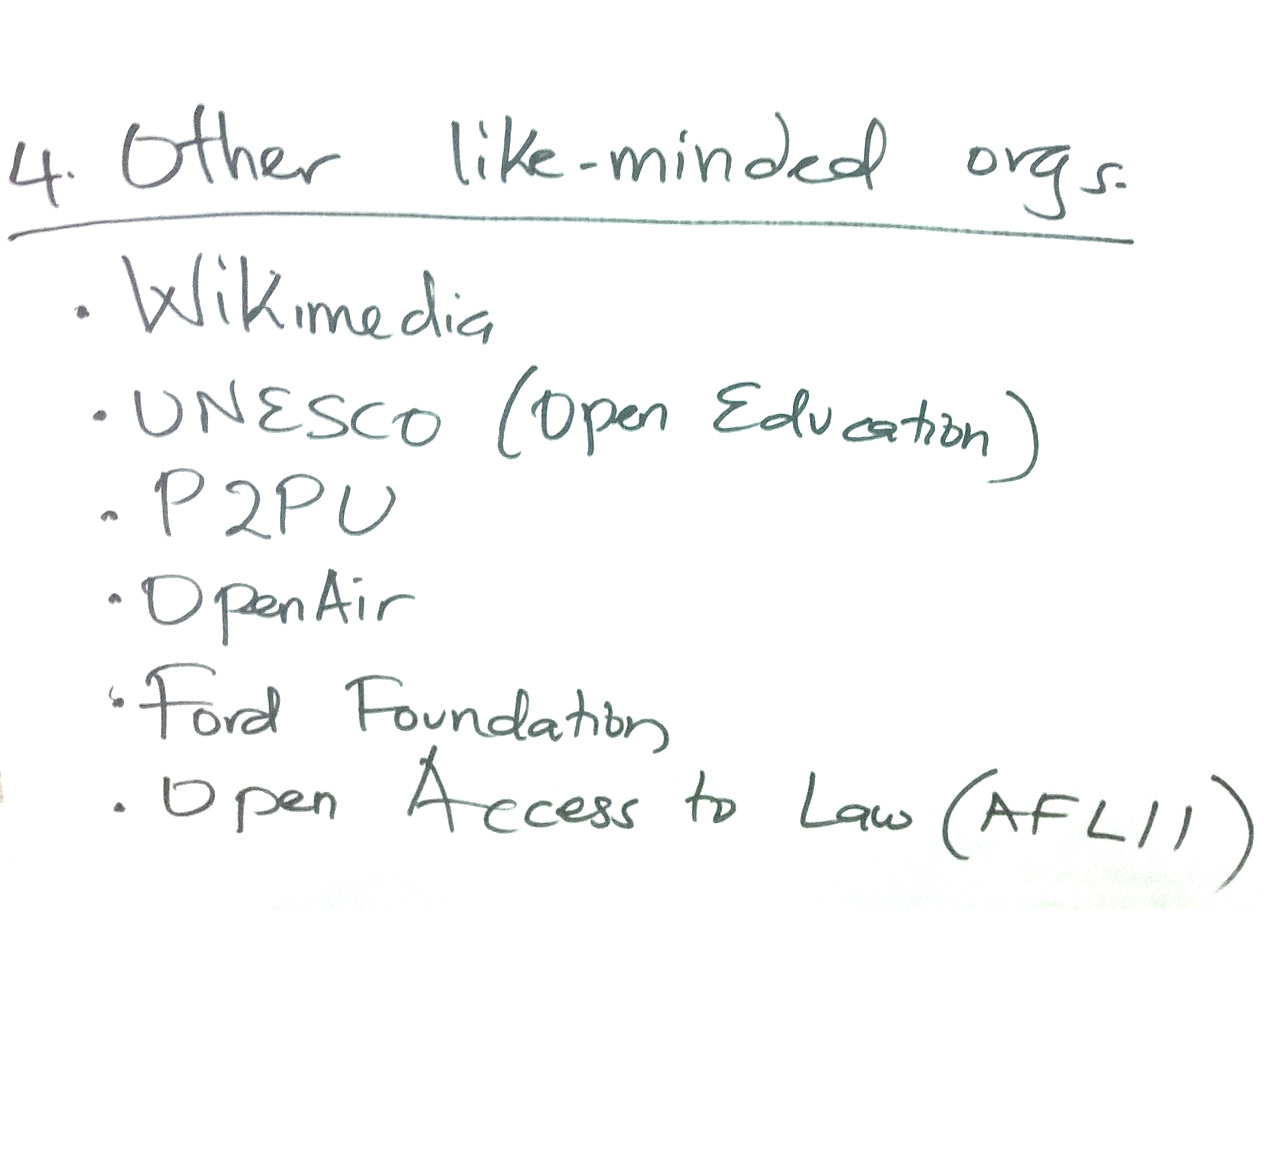 4. Other like-minded orgs.
• Wikimedia
• UNESCO (Open Education)
• P2PU
• OpenAir
• Ford Foundation
• Open Access to Law (AFLII)